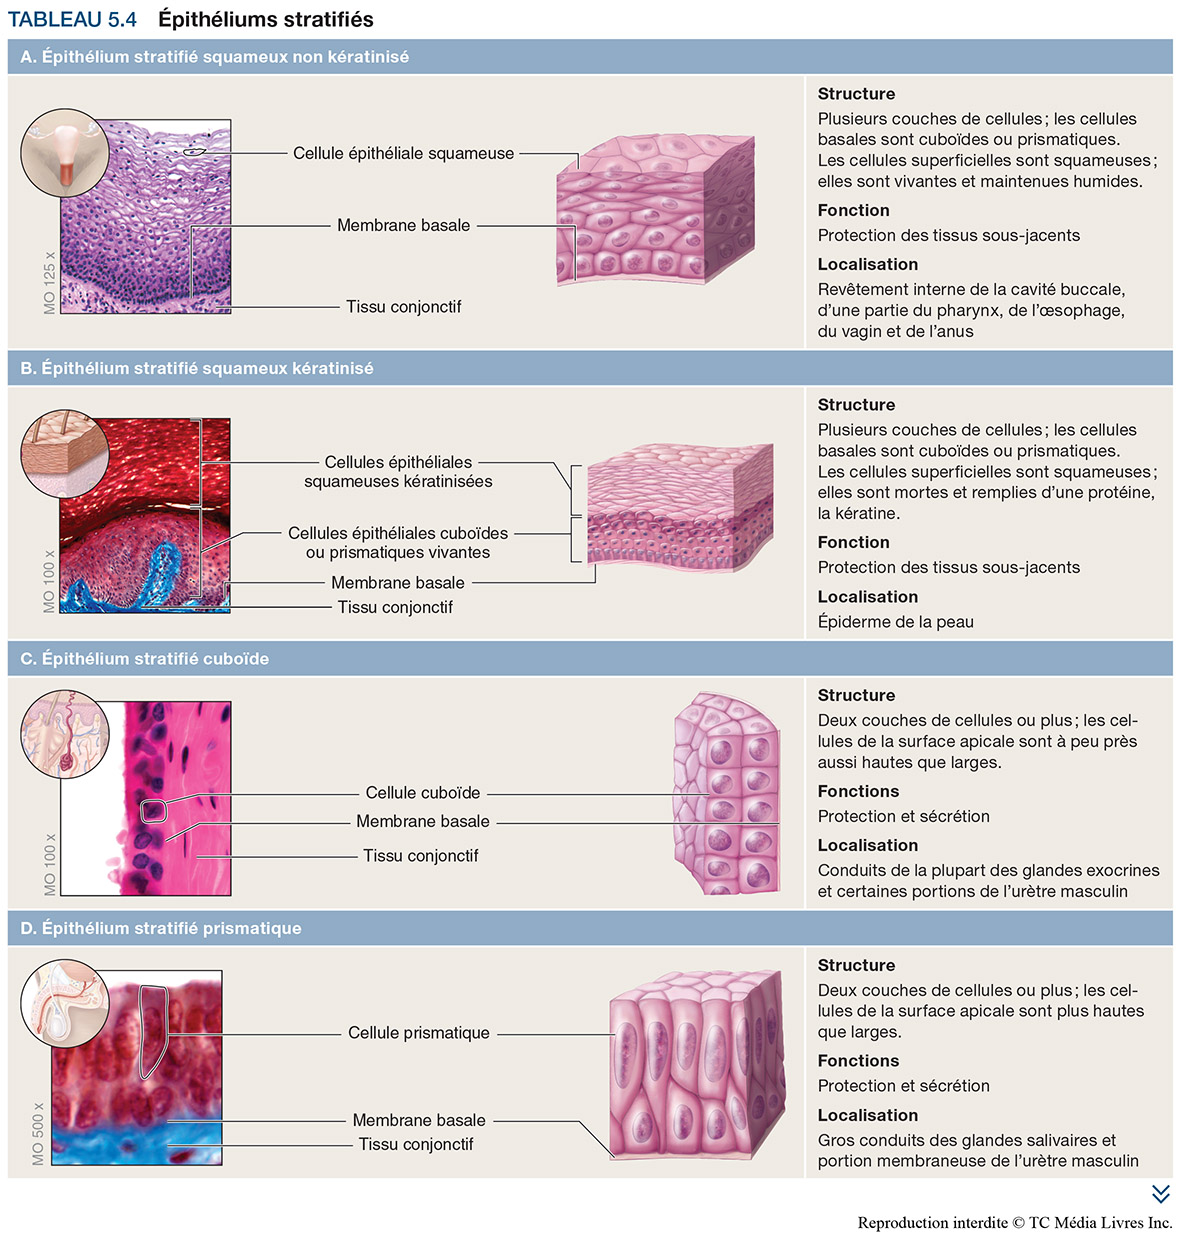 TABLEAU 5.4 Épithéliums stratifiés
A. Épithélium stratifié squameux non kératinisé
MO 125 x
Cellule épithéliale squameuse
Membrane basale
Tissu conjonctif
Structure
Plusieurs couches de cellules ; les cellules
basales sont cuboïdes ou prismatiques.
Les cellules superficielles sont squameuses ;
elles sont vivantes et maintenues humides.
Fonction
Protection des tissus sous-jacents
Localisation
Revêtement interne de la cavité buccale,
d'une partie du pharynx, de l'œsophage,
du vagin et de l'anus
B. Épithélium stratifié squameux kératinisé
MO 100 x
Cellules épithéliales
squameuses kératinisées
Cellules épithéliales cuboïdes
ou prismatiques vivantes
Membrane basale
Tissu conjonctif
Structure
Plusieurs couches de cellules ; les cellules
basales sont cuboïdes ou prismatiques.
Les cellules superficielles sont squameuses ;
elles sont mortes et remplies d'une protéine,
la kératine.
Fonction
Protection des tissus sous-jacents
Localisation
Épiderme de la peau
C. Épithélium stratifié cuboïde
MO 100 x
Cellule cuboïde
Membrane basale
Tissu conjonctif
Structure
Deux couches de cellules ou plus ; les cel-
lules de la surface apicale sont à peu près
aussi hautes que larges.
Fonctions
Protection et sécrétion
Localisation
Conduits de la plupart des glandes exocrines
et certaines portions de l'urètre masculin
D. Épithélium stratifié prismatique
MO 500 x
Cellule prismatique
Membrane basale
Tissu conjonctif
Structure
Deux couches de cellules ou plus ; les cel-
lules de la surface apicale sont plus hautes
que larges.
Fonctions
Protection et sécrétion
Localisation
Gros conduits des glandes salivaires et
portion membraneuse de l'urètre masculin
Reproduction interdite © TC Média Livres Inc.